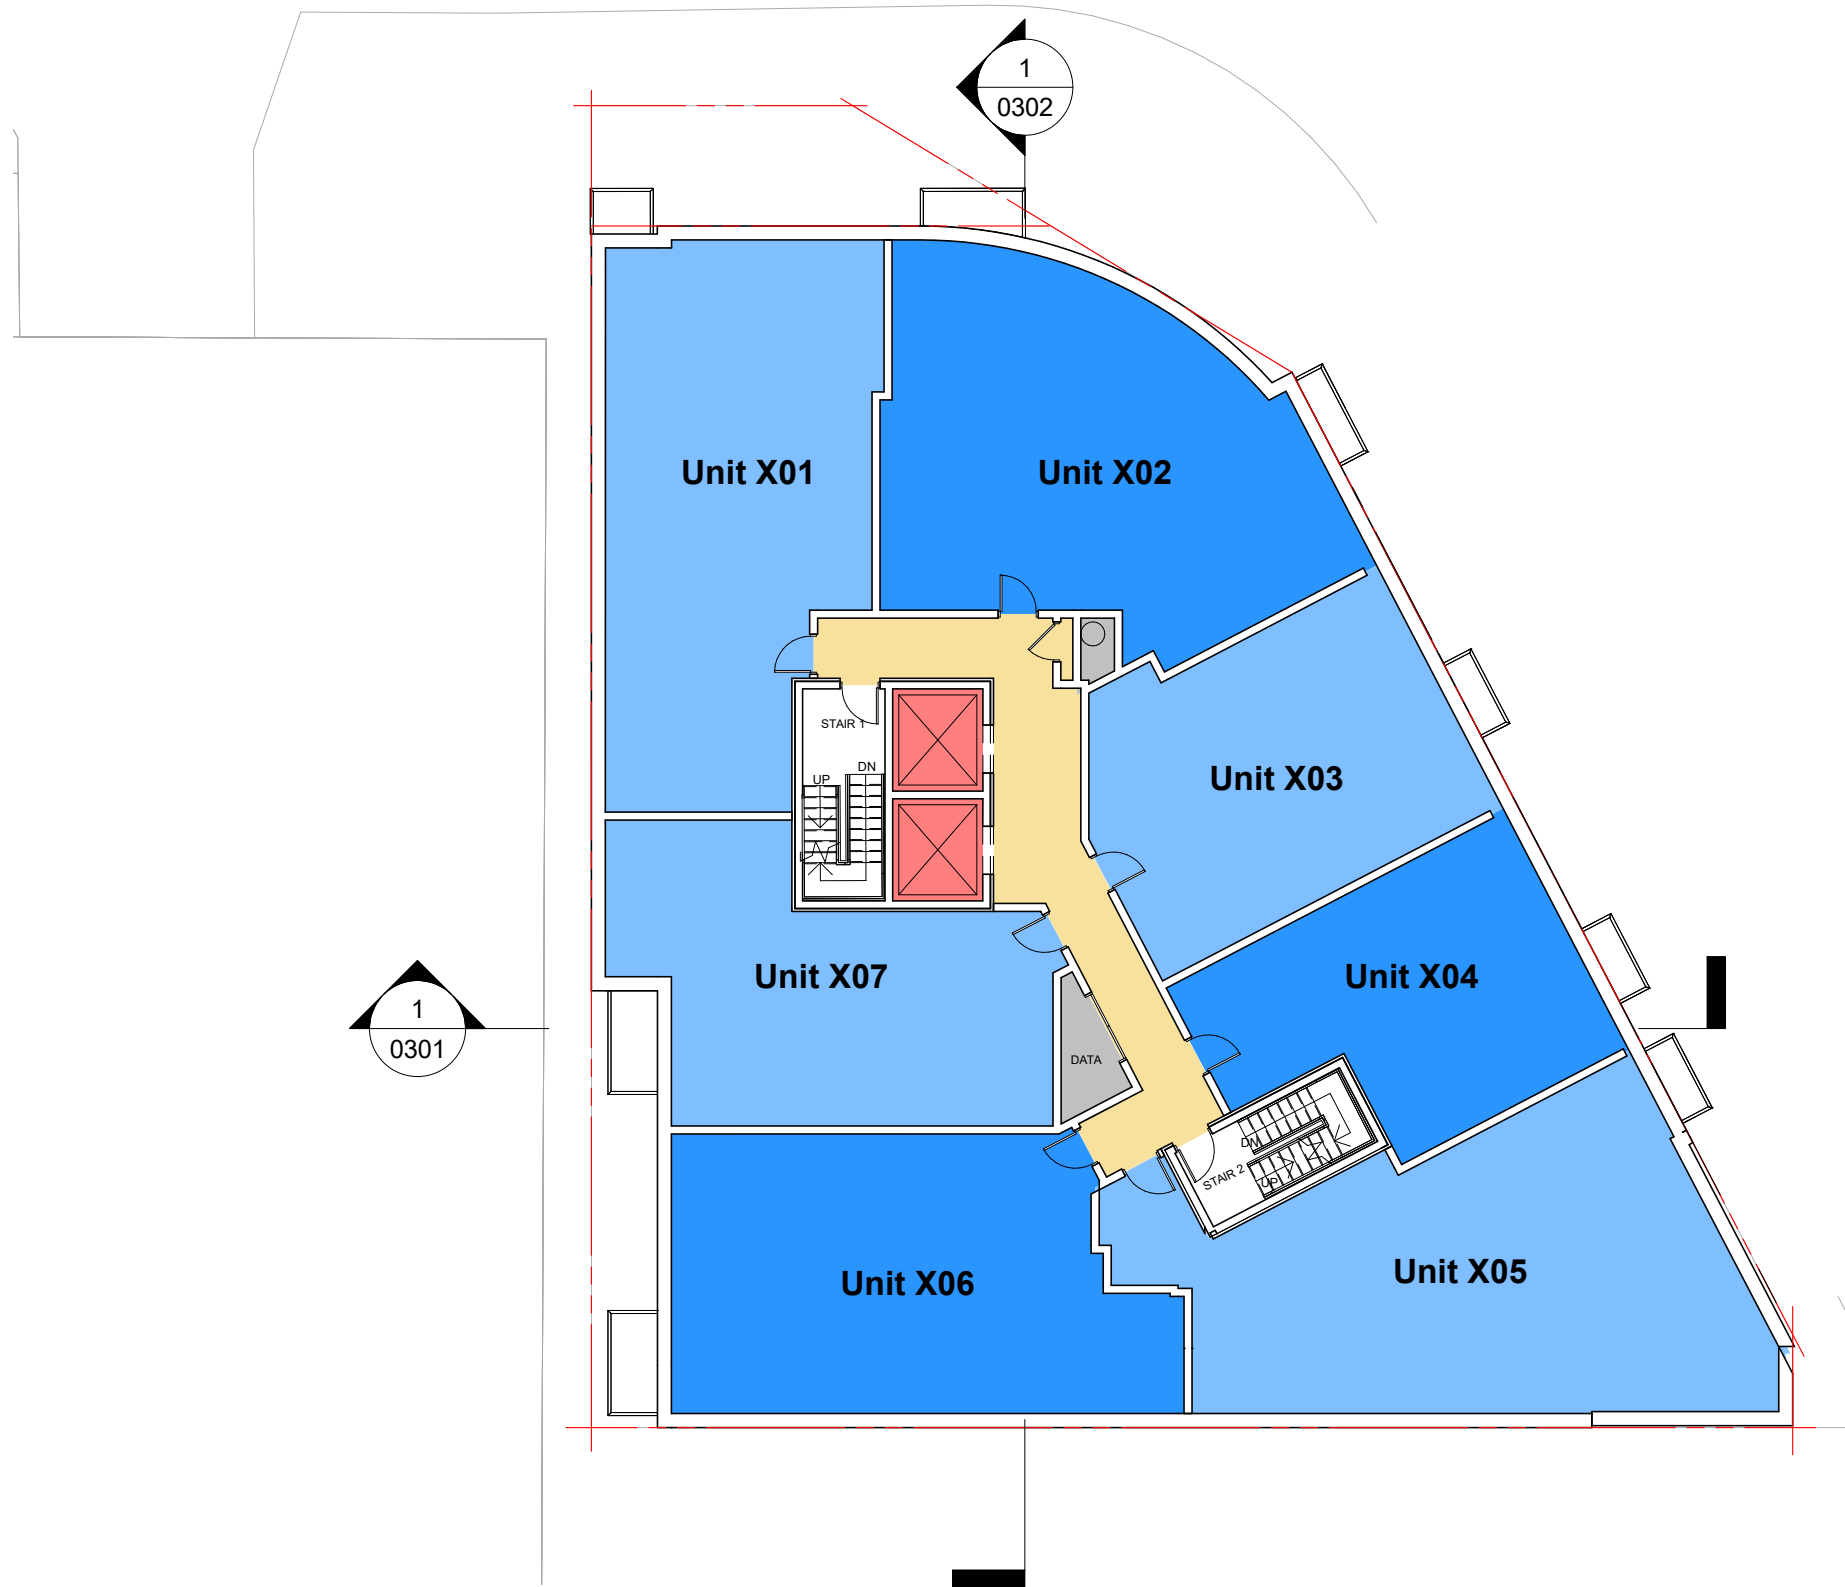 1
0302
Unit X01
Unit X02
STAIR 1
UP
DN
Unit X03
Unit X07
Unit X04
1
0301
DATA
DN
STAIR 2
UP
Unit X06
Unit X05